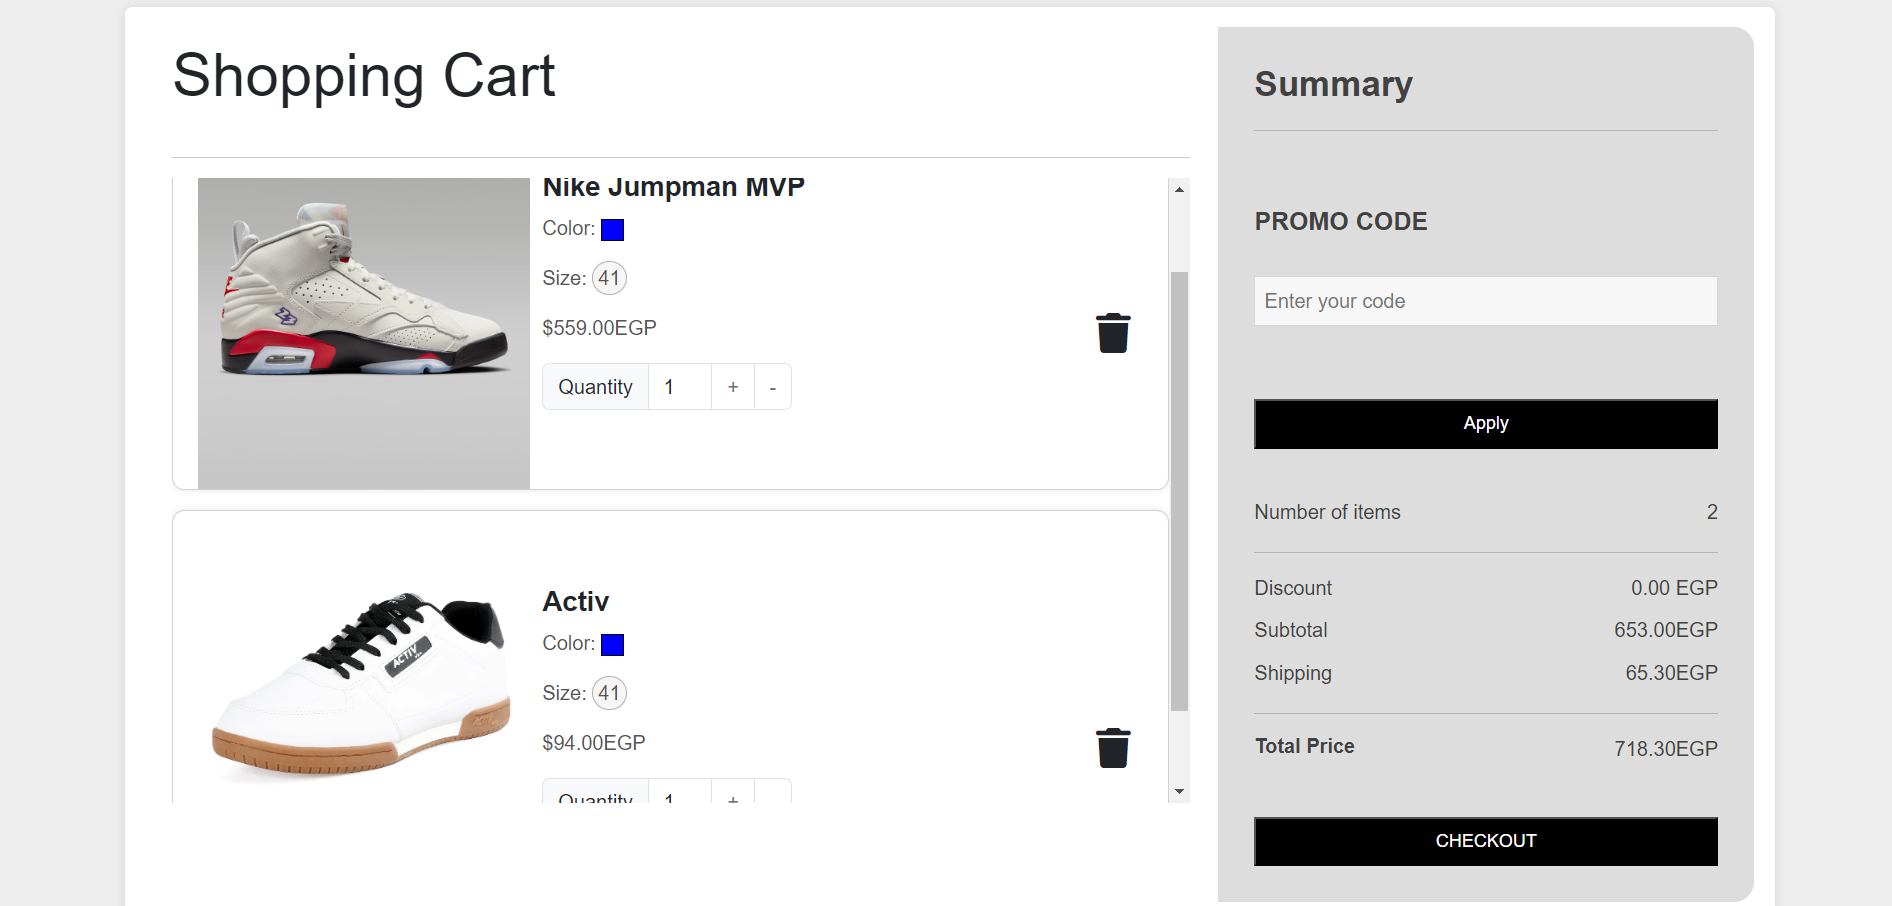 Shopping Cart
Nike Jumpman MVP
Color:
Size: 41
$559.00EGP
Quantity 1 + -
ACTIV
Activ
Color:
Size: 41
$94.00EGP
Quantity 1 +
Summary
PROMO CODE
Enter your code
Apply
Number of items 2
Discount 0.00 EGP
Subtotal 653.00EGP
Shipping 65.30EGP
Total Price 718.30EGP
CHECKOUT